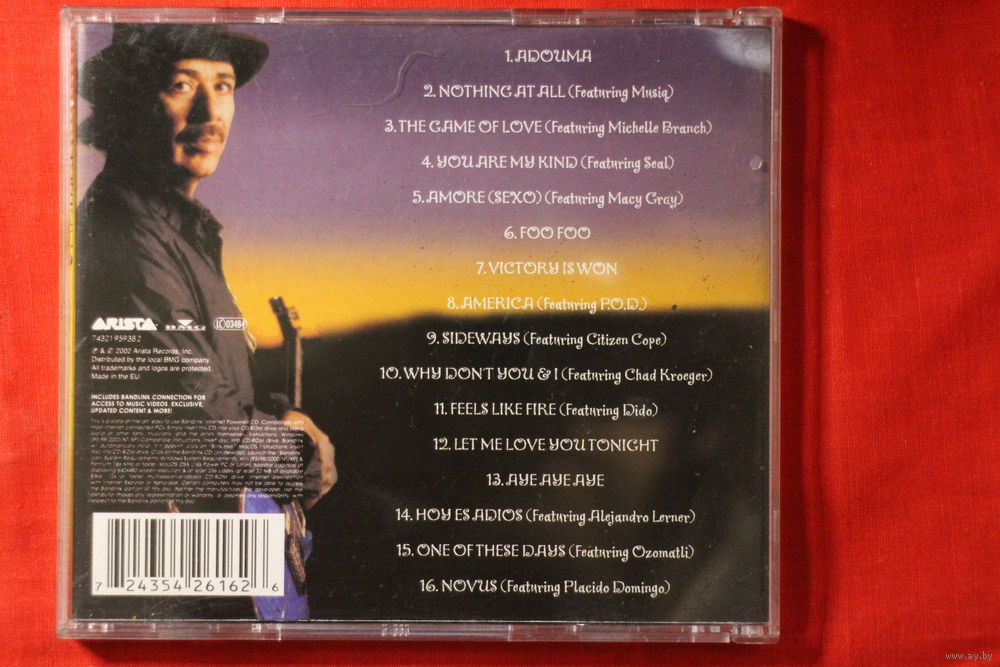 1. ADOUMA
2. NOTHING AT ALL (Featuring Musiq)
3. THE GAME OF LOVE (Featuring Michelle Branch)
4. YOU ARE MY KIND (Featuring Seal)
5. AMORE (SEXO) (Featuring Macy Gray)
6. FOO FOO
7. VICTORY IS WON
8. AMERICA (Featuring P.O.D.)
9. SIDEWAYS (Featuring Citizen Cope)
10. WHY DON'T YOU & I (Featuring Chad Kroeger)
11. FEELS LIKE FIRE (Featuring Dido)
12. LET ME LOVE YOU TONIGHT
13. AYE AYE AYE
14. HOY ES ADIOS (Featuring Alejandro Lerner)
15. ONE OF THESE DAYS (Featuring Ozomatli)
16. NOVUS (Featuring Placido Domingo)
ARISTA BMG LC 03484
74321 95938 2
℗ & © 2002 Arista Records, Inc.
Distributed by the local BMG company.
All trademarks and logos are protected.
Made in the EU.
INCLUDES BANDLINK CONNECTION FOR
ACCESS TO MUSIC VIDEOS, EXCLUSIVE,
UPDATED CONTENT & MORE!
7 24354 26162 6
www.ay.by